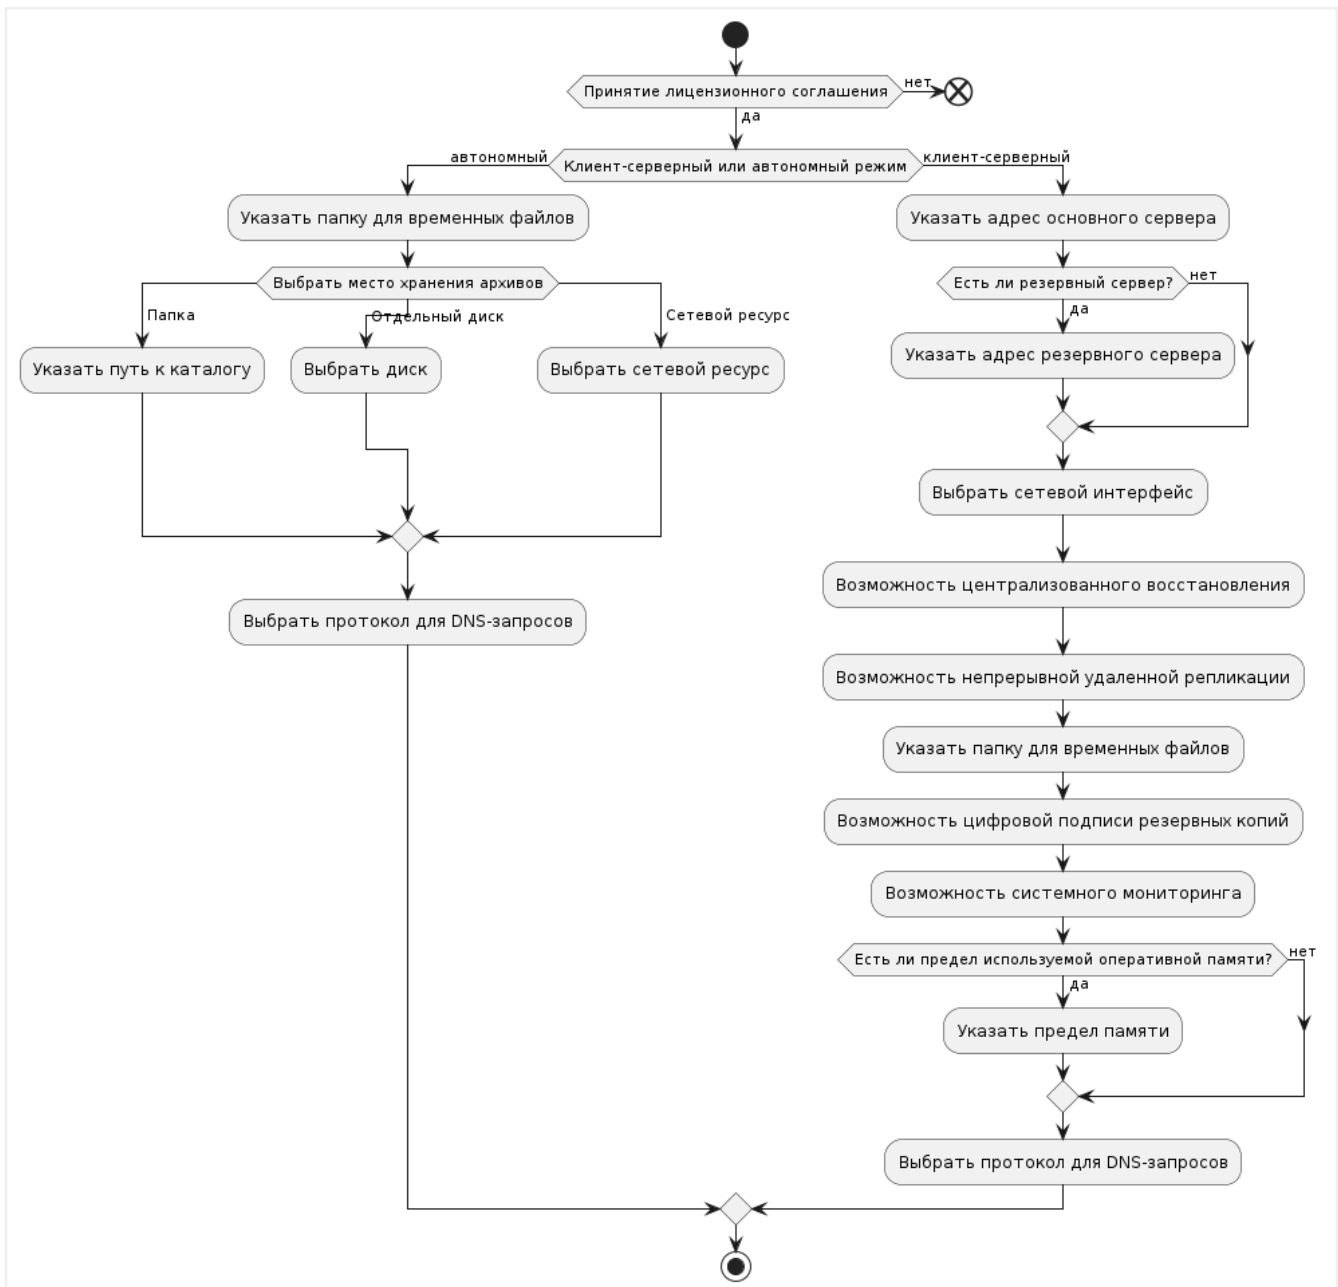 Принятие лицензионного соглашения
нет
да
Клиент-серверный или автономный режим
автономный
клиент-серверный
Указать папку для временных файлов
Выбрать место хранения архивов
Папка
Отдельный диск
Сетевой ресурс
Указать путь к каталогу
Выбрать диск
Выбрать сетевой ресурс
Выбрать протокол для DNS-запросов
Указать адрес основного сервера
Есть ли резервный сервер?
нет
да
Указать адрес резервного сервера
Выбрать сетевой интерфейс
Возможность централизованного восстановления
Возможность непрерывной удаленной репликации
Указать папку для временных файлов
Возможность цифровой подписи резервных копий
Возможность системного мониторинга
Есть ли предел используемой оперативной памяти?
нет
да
Указать предел памяти
Выбрать протокол для DNS-запросов